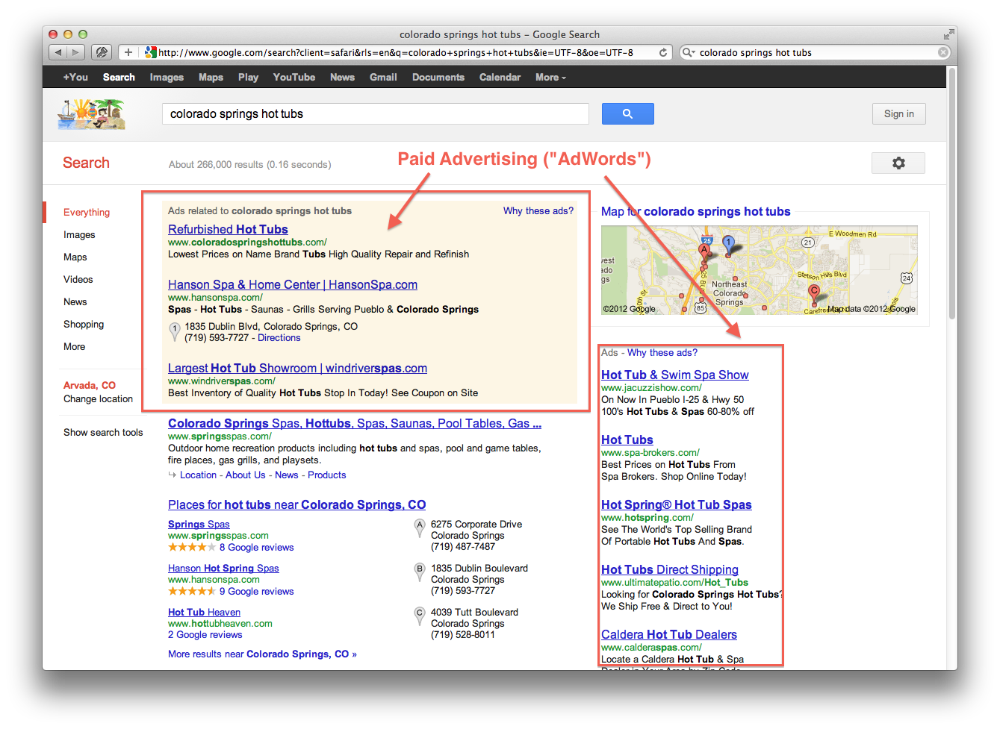 colorado springs hot tubs – Google Search
http://www.google.com/search?client=safari&rls=en&q=colorado+springs+hot+tubs&ie=UTF-8&oe=UTF-8
colorado springs hot tubs
+You Search Images Maps Play YouTube News Gmail Documents Calendar More
colorado springs hot tubs
Sign in
Search
About 266,000 results (0.16 seconds)
Paid Advertising ("AdWords")
Everything
Images
Maps
Videos
News
Shopping
More
Arvada, CO
Change location
Show search tools
Ads related to colorado springs hot tubs
Why these ads?
Refurbished Hot Tubs
www.coloradospringshottubs.com/
Lowest Prices on Name Brand Tubs High Quality Repair and Refinish
Hanson Spa & Home Center | HansonSpa.com
www.hansonspa.com/
Spas - Hot Tubs - Saunas - Grills Serving Pueblo & Colorado Springs
1
1835 Dublin Blvd, Colorado Springs, CO
(719) 593-7727 - Directions
Largest Hot Tub Showroom | windriverspas.com
www.windriverspas.com/
Best Inventory of Quality Hot Tubs Stop In Today! See Coupon on Site
Colorado Springs Spas, Hottubs, Spas, Saunas, Pool Tables, Gas ...
www.springsspas.com/
Outdoor home recreation products including hot tubs and spas, pool and game tables,
fire places, gas grills, and playsets.
Location - About Us - News - Products
Places for hot tubs near Colorado Springs, CO
Springs Spas
www.springsspas.com
8 Google reviews
A
6275 Corporate Drive
Colorado Springs
(719) 487-7487
Hanson Hot Spring Spas
www.hansonspa.com
9 Google reviews
B
1835 Dublin Boulevard
Colorado Springs
(719) 593-7727
Hot Tub Heaven
www.hottubheaven.com
2 Google reviews
C
4039 Tutt Boulevard
Colorado Springs
(719) 528-8011
More results near Colorado Springs, CO »
Map for colorado springs hot tubs
E Woodmen Rd
25
1
21
A
Stetson Hills Blvd
24
Northeast
Colorado
Springs
C
85
©2012 Google
Map data ©2012 Google
Ads - Why these ads?
Hot Tub & Swim Spa Show
www.jacuzzishow.com/
On Now In Pueblo I-25 & Hwy 50
100's Hot Tubs & Spas 60-80% off
Hot Tubs
www.spa-brokers.com/
Best Prices on Hot Tubs From
Spa Brokers. Shop Online Today!
Hot Spring® Hot Tub Spas
www.hotspring.com/
See The World's Top Selling Brand
Of Portable Hot Tubs And Spas.
Hot Tubs Direct Shipping
www.ultimatepatio.com/Hot_Tubs
Looking for Colorado Springs Hot Tubs?
We Ship Free & Direct to You!
Caldera Hot Tub Dealers
www.calderaspas.com/
Locate a Caldera Hot Tub & Spa
Dealer in Your Area by Zip Code